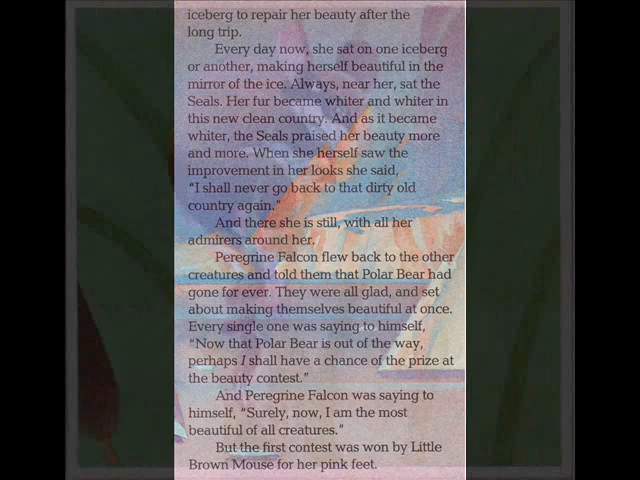 iceberg to repair her beauty after the
long trip.
Every day now, she sat on one iceberg
or another, making herself beautiful in the
mirror of the ice. Always, near her, sat the
Seals. Her fur became whiter and whiter in
this new clean country. And as it became
whiter, the Seals praised her beauty more
and more. When she herself saw the
improvement in her looks she said,
“I shall never go back to that dirty old
country again.”
And there she is still, with all her
admirers around her.
Peregrine Falcon flew back to the other
creatures and told them that Polar Bear had
gone for ever. They were all glad, and set
about making themselves beautiful at once.
Every single one was saying to himself,
“Now that Polar Bear is out of the way,
perhaps I shall have a chance of the prize at
the beauty contest.”
And Peregrine Falcon was saying to
himself, “Surely, now, I am the most
beautiful of all creatures.”
But the first contest was won by Little
Brown Mouse for her pink feet.